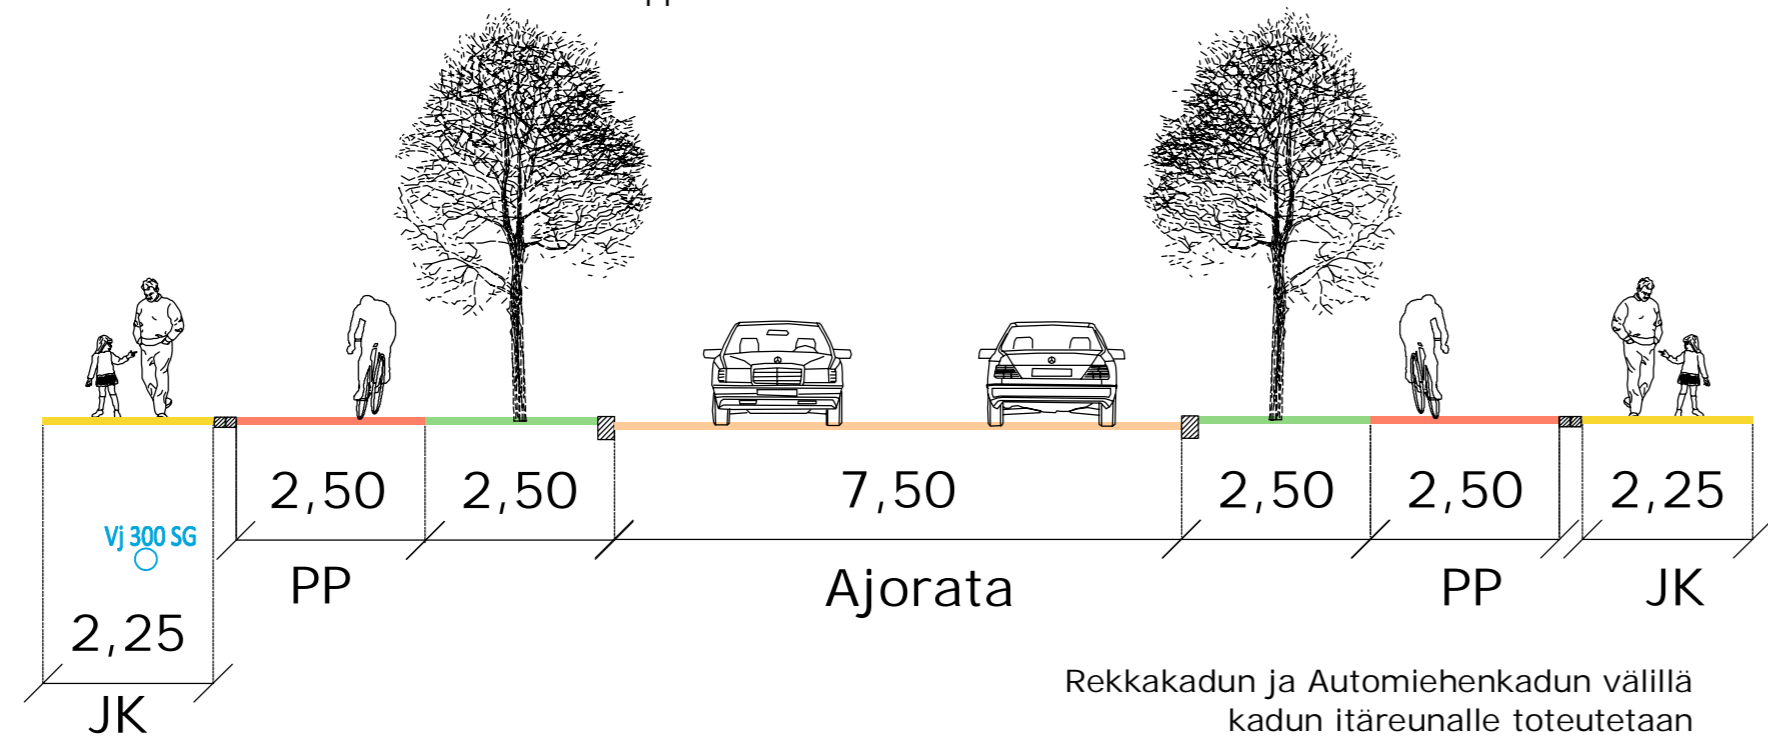 2,50 2,50 7,50 2,50 2,50 2,25
Vj 300 SG
PP Ajorata PP JK
2,25
JK
Rekkakadun ja Automiehenkadun välillä
kadun itäreunalle toteutetaan